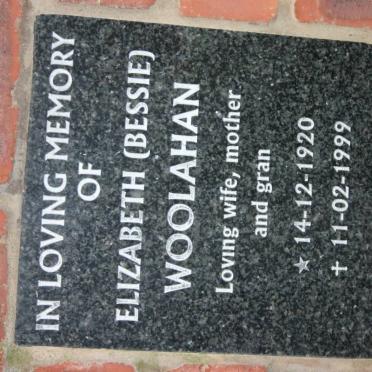 IN LOVING MEMORY
OF
ELIZABETH (BESSIE)
WOOLAHAN
Loving wife, mother
and gran
☆ 14-12-1920
✝ 11-02-1999